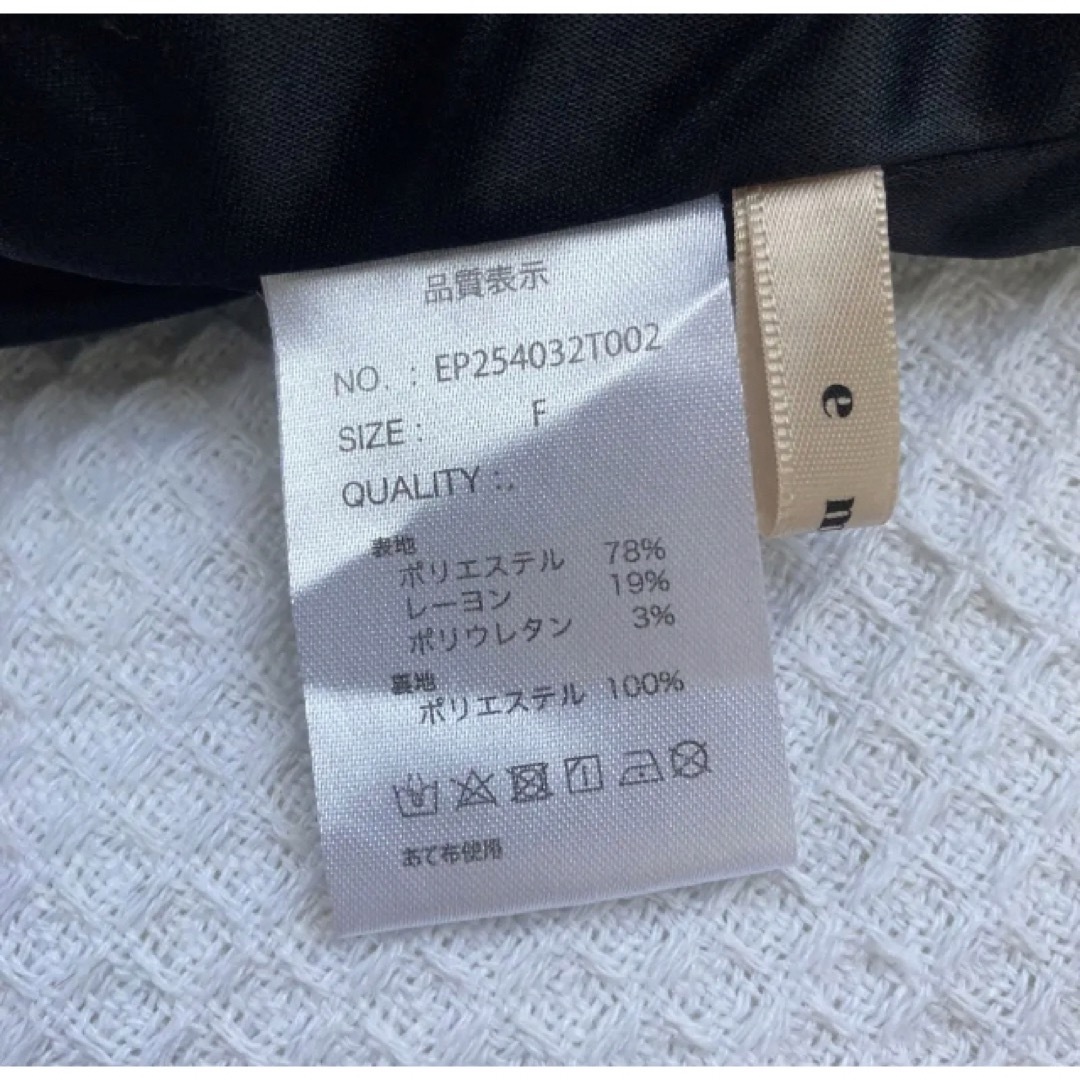 品質表示
NO. : EP254032T002
SIZE : F
QUALITY :.
表地
ポリエステル 78%
レーヨン 19%
ポリウレタン 3%
裏地
ポリエステル 100%
あて布使用
e